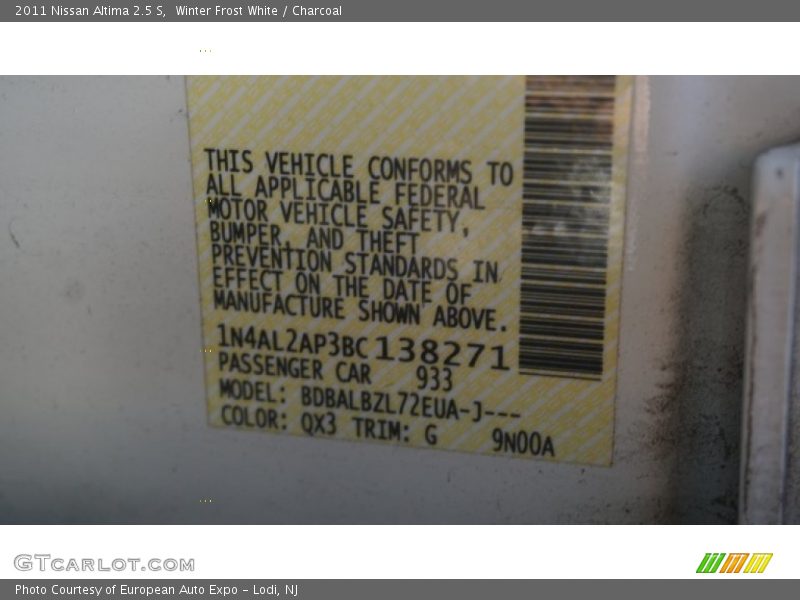 2011 Nissan Altima 2.5 S,  Winter Frost White / Charcoal
THIS VEHICLE CONFORMS TO
ALL APPLICABLE FEDERAL
MOTOR VEHICLE SAFETY,
BUMPER, AND THEFT
PREVENTION STANDARDS IN
EFFECT ON THE DATE OF
MANUFACTURE SHOWN ABOVE.
1N4AL2AP3BC138271
PASSENGER CAR 933
MODEL: BDBALBZL72EUA-J---
COLOR: QX3 TRIM: G 9N00A
GTCARLOT.COM
Photo Courtesy of European Auto Expo - Lodi, NJ